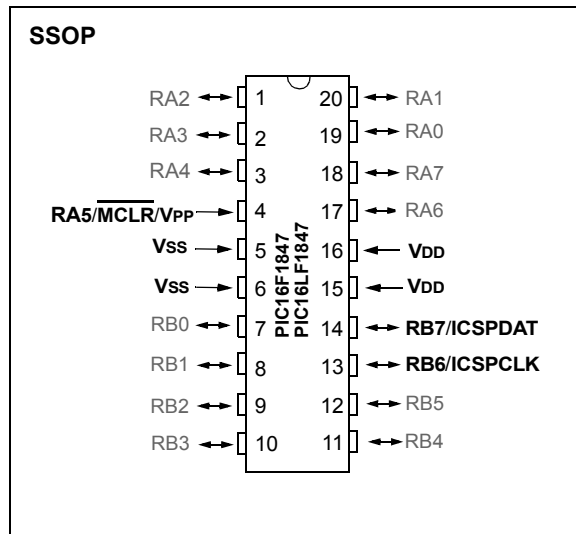 SSOP
RA2 1 20 RA1
RA3 2 19 RA0
RA4 3 18 RA7
RA5/MCLR/VPP 4 17 RA6
VSS 5 16 VDD
VSS 6 15 VDD
RB0 7 14 RB7/ICSPDAT
RB1 8 13 RB6/ICSPCLK
RB2 9 12 RB5
RB3 10 11 RB4
PIC16F1847
PIC16LF1847